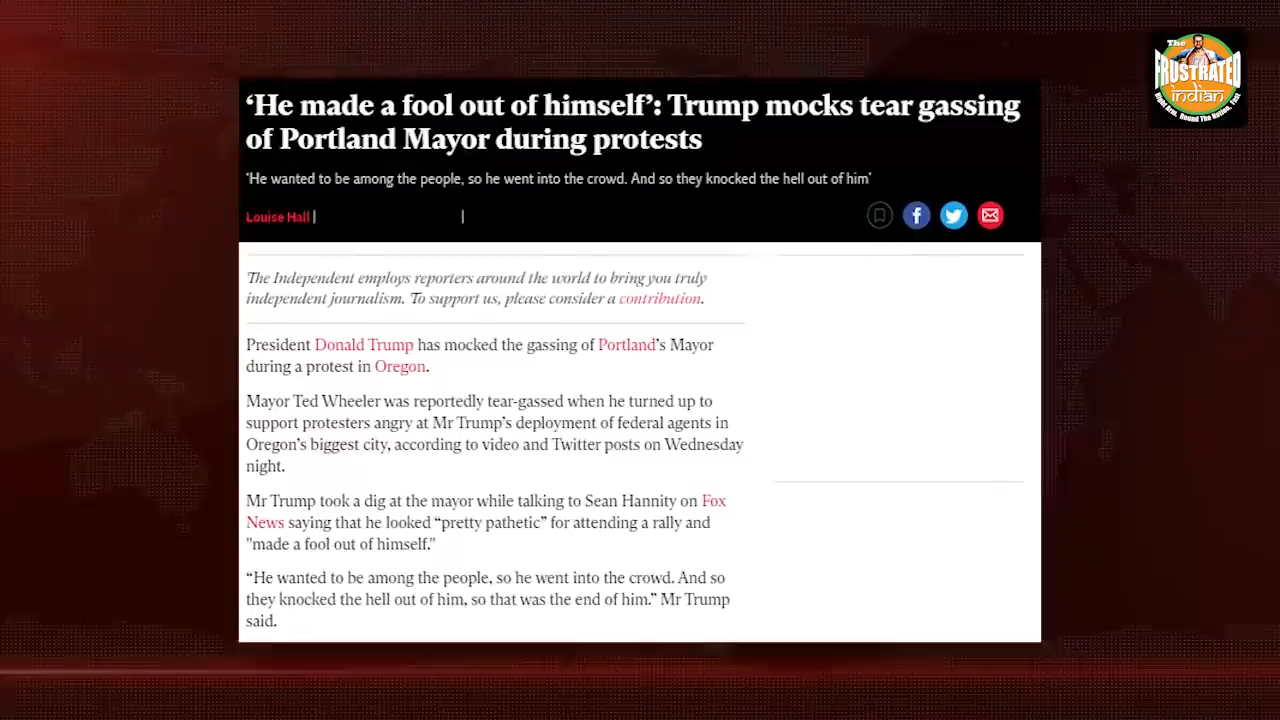 The
FRUSTRATED
indian
‘He made a fool out of himself’: Trump mocks tear gassing
of Portland Mayor during protests
‘He wanted to be among the people, so he went into the crowd. And so they knocked the hell out of him’
Louise Hall | |
The Independent employs reporters around the world to bring you truly
independent journalism. To support us, please consider a contribution.
President Donald Trump has mocked the gassing of Portland’s Mayor
during a protest in Oregon.
Mayor Ted Wheeler was reportedly tear-gassed when he turned up to
support protesters angry at Mr Trump’s deployment of federal agents in
Oregon’s biggest city, according to video and Twitter posts on Wednesday
night.
Mr Trump took a dig at the mayor while talking to Sean Hannity on Fox
News saying that he looked “pretty pathetic” for attending a rally and
"made a fool out of himself."
“He wanted to be among the people, so he went into the crowd. And so
they knocked the hell out of him, so that was the end of him.” Mr Trump
said.